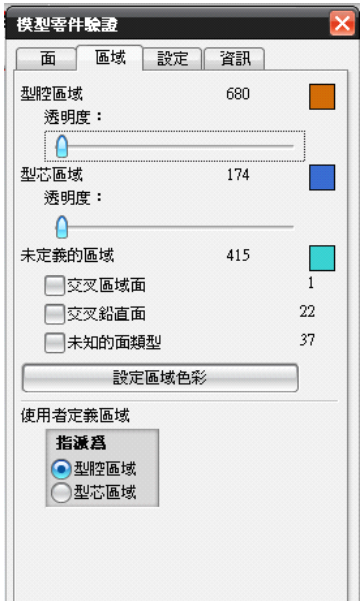 模型零件驗證
面 區域 設定 資訊
型腔區域 680
透明度：
型芯區域 174
透明度：
未定義的區域 415
交叉區域面 1
交叉鉛直面 22
未知的面類型 37
設定區域色彩
使用者定義區域
指派爲
型腔區域
型芯區域